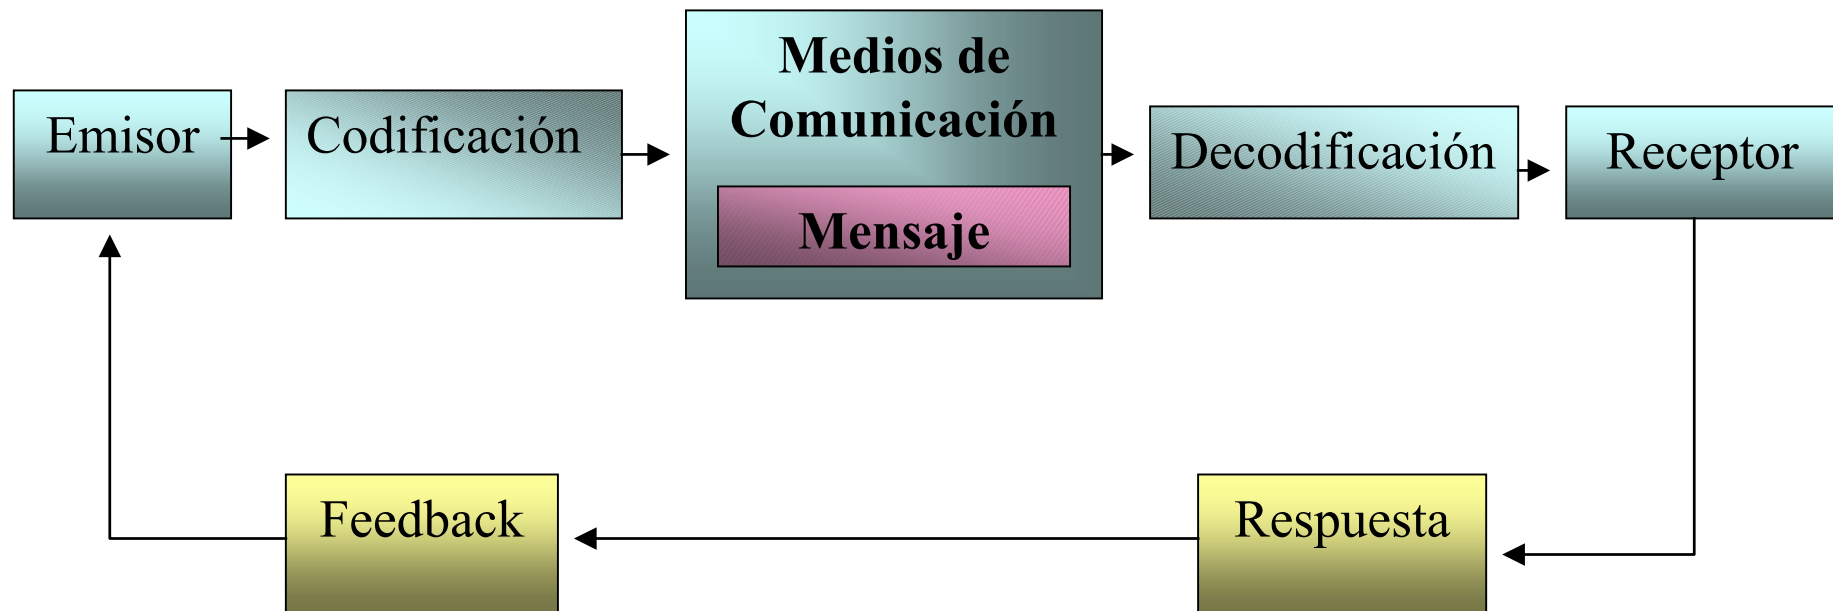 Emisor
Codificación
Medios de
Comunicación
Mensaje
Decodificación
Receptor
Feedback
Respuesta